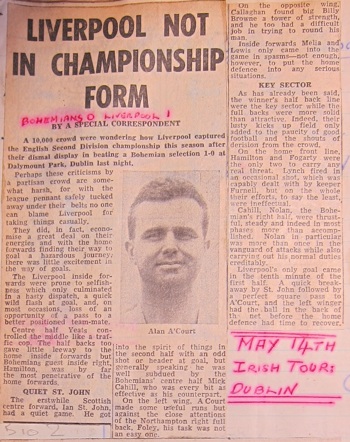 LIVERPOOL NOT
IN CHAMPIONSHIP
FORM
BOHEMIANS 0 LIVERPOOL 1
BY A SPECIAL CORRESPONDENT
A 10,000 crowd were wondering how Liverpool captured
the English Second Division championship this season after
their dismal display in beating a Bohemian selection 1-0 at
Dalymount Park, Dublin last night.
Perhaps these criticisms by
a partisan crowd are some-
what harsh, for with the
league pennant safely tucked
away under their belts no one
can blame Liverpool for
taking things casually.
They did, in fact, econo-
mise a great deal on their
energies and with the home
forwards finding their way to
goal a hazardous journey,
there was little excitement in
the way of goals.
The Liverpool inside for-
wards were prone to selfish-
ness which only culminated
in a hasty dispatch, a quick
wild flash at goal, and on
most occasions, loss of an
opportunity of a pass to a
better positioned team-mate.
Centre half Yeats con-
trolled the middle like a traf-
fic cop. The half backs too
gave little leeway to the
home inside forwards but
Bohemians guest inside right,
Hamilton, was by far
the most penetrative of the
home forwards.
QUIET ST. JOHN
The erstwhile Scottish
centre forward, Ian St. John,
had a quiet game. He got
Alan A'Court
into the spirit of things in
the second half with an odd
shot or header at goal, but
generally speaking he was
well subdued by the
Bohemians' centre half Mick
Cahill, who was every bit as
effective as his counterpart.
On the left wing, A'Court
made some useful runs but
against the close attentions
of the Northampton right full
back, Foley, his task was not
an easy one.
On the opposite wing,
Callaghan found big Billy
Browne a tower of strength,
and he too had a difficult
job in trying to round his
man.
Inside forwards Melia and
Lewis only came into the
game in spasms—not enough,
however, to put the home
defence into any serious
situations.
KEY SECTOR
As has already been said,
the winner's half back line
were the key sector while the
full backs were more solid
than attractive. Indeed, their
lusty kicks up field only
added to the paucity of good
football and the shouts of
derision from the crowd.
On the home front line,
Hamilton and Fogarty were
the only two to carry any
real threat. Lynch fired in
an occasional shot, which was
capably dealt with by keeper
Furnell, but on the whole
their efforts, to say the least,
were inferential.
Cahill, Nolan, the Bohe-
mian's right half, were thrust-
ful, steady and indeed in most
phases more than accomp-
lished. Nolan in particular
was more than once in the
vanguard of attacks while also
carrying out his normal duties
creditably.
Liverpool's only goal came
in the tenth minute of the
first half. A quick break-
away by St. John followed by
a perfect square pass to
A'Court, and the left winger
had the ball in the back of
the net before the home
defence had time to recover.
MAY 14TH
IRISH TOUR:
DUBLIN